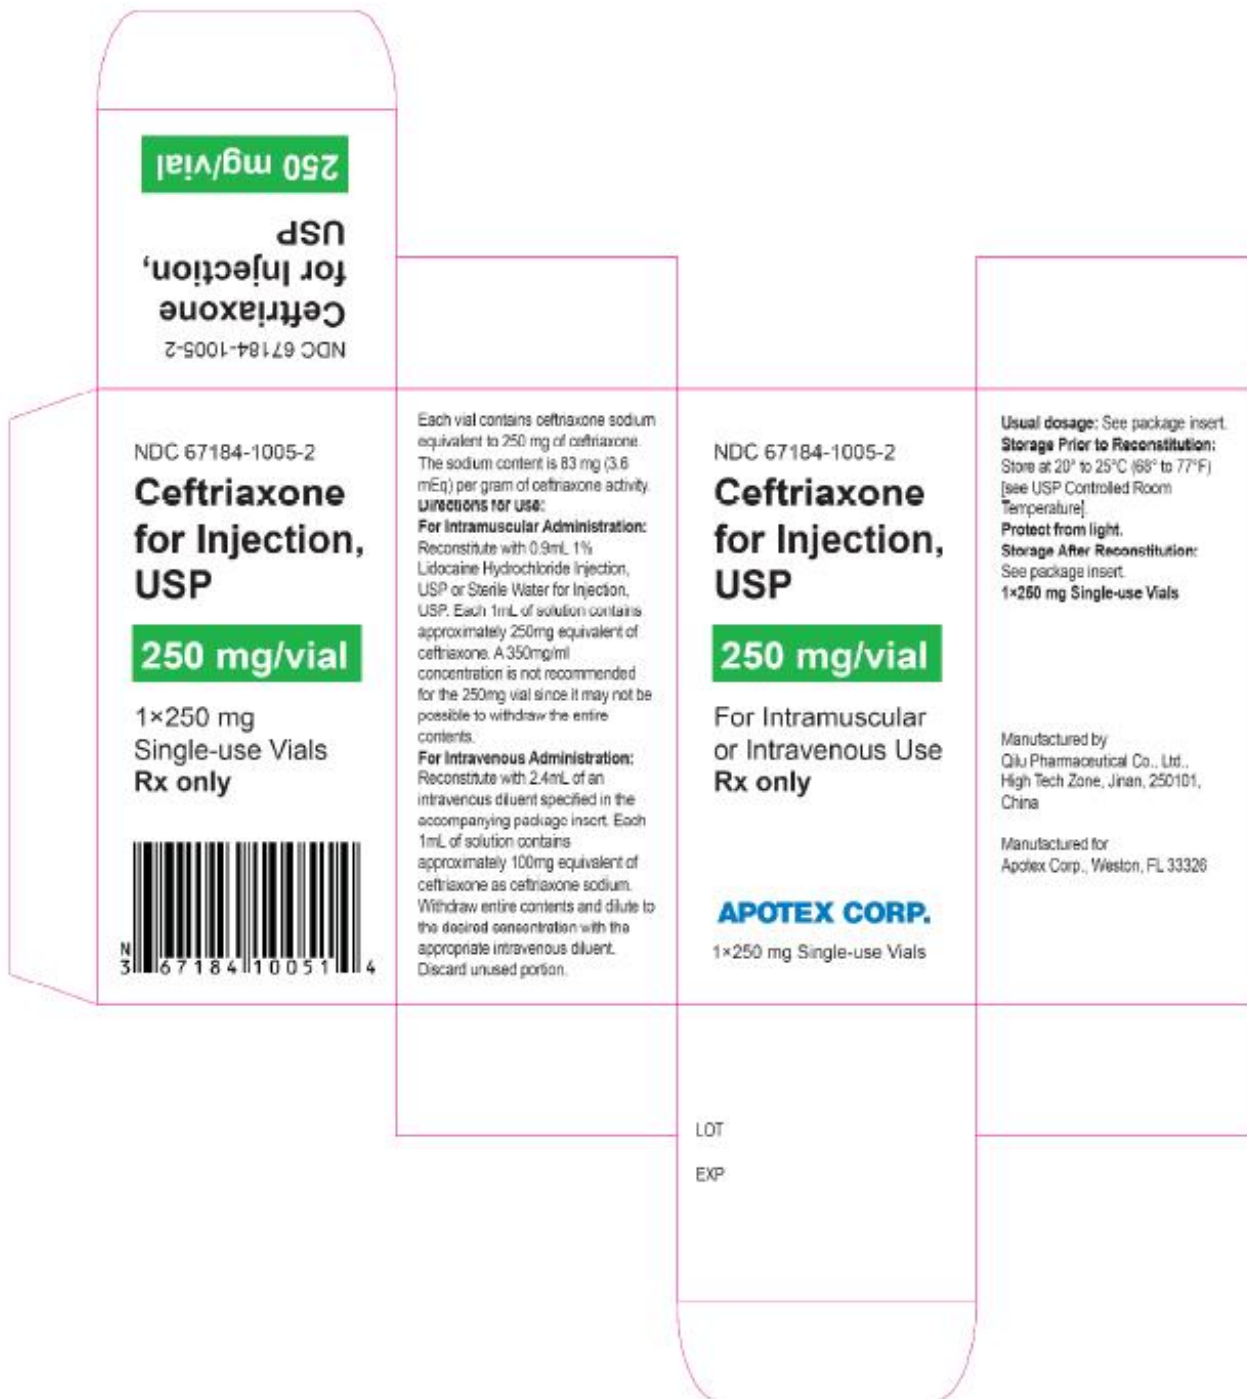 250 mg/vial
Ceftriaxone
for Injection,
USP
NDC 67184-1005-2
NDC 67184-1005-2
Ceftriaxone
for Injection,
USP
250 mg/vial
1×250 mg
Single-use Vials
Rx only
N
3 67184 10051 4
Each vial contains ceftriaxone sodium
equivalent to 250 mg of ceftriaxone.
The sodium content is 83 mg (3.6
mEq) per gram of ceftriaxone activity.
Directions for Use:
For Intramuscular Administration:
Reconstitute with 0.9mL 1%
Lidocaine Hydrochloride Injection,
USP or Sterile Water for Injection,
USP. Each 1mL of solution contains
approximately 250mg equivalent of
ceftriaxone. A 350mg/ml
concentration is not recommended
for the 250mg vial since it may not be
possible to withdraw the entire
contents.
For Intravenous Administration:
Reconstitute with 2.4mL of an
intravenous diluent specified in the
accompanying package insert. Each
1mL of solution contains
approximately 100mg equivalent of
ceftriaxone as ceftriaxone sodium.
Withdraw entire contents and dilute to
the desired concentration with the
appropriate intravenous diluent.
Discard unused portion.
NDC 67184-1005-2
Ceftriaxone
for Injection,
USP
250 mg/vial
For Intramuscular
or Intravenous Use
Rx only
APOTEX CORP.
1×250 mg Single-use Vials
Usual dosage: See package insert.
Storage Prior to Reconstitution:
Store at 20° to 25°C (68° to 77°F)
[see USP Controlled Room
Temperature].
Protect from light.
Storage After Reconstitution:
See package insert.
1×250 mg Single-use Vials
Manufactured by
Qilu Pharmaceutical Co., Ltd.,
High Tech Zone, Jinan, 250101,
China
Manufactured for
Apotex Corp., Weston, FL 33326
LOT
EXP